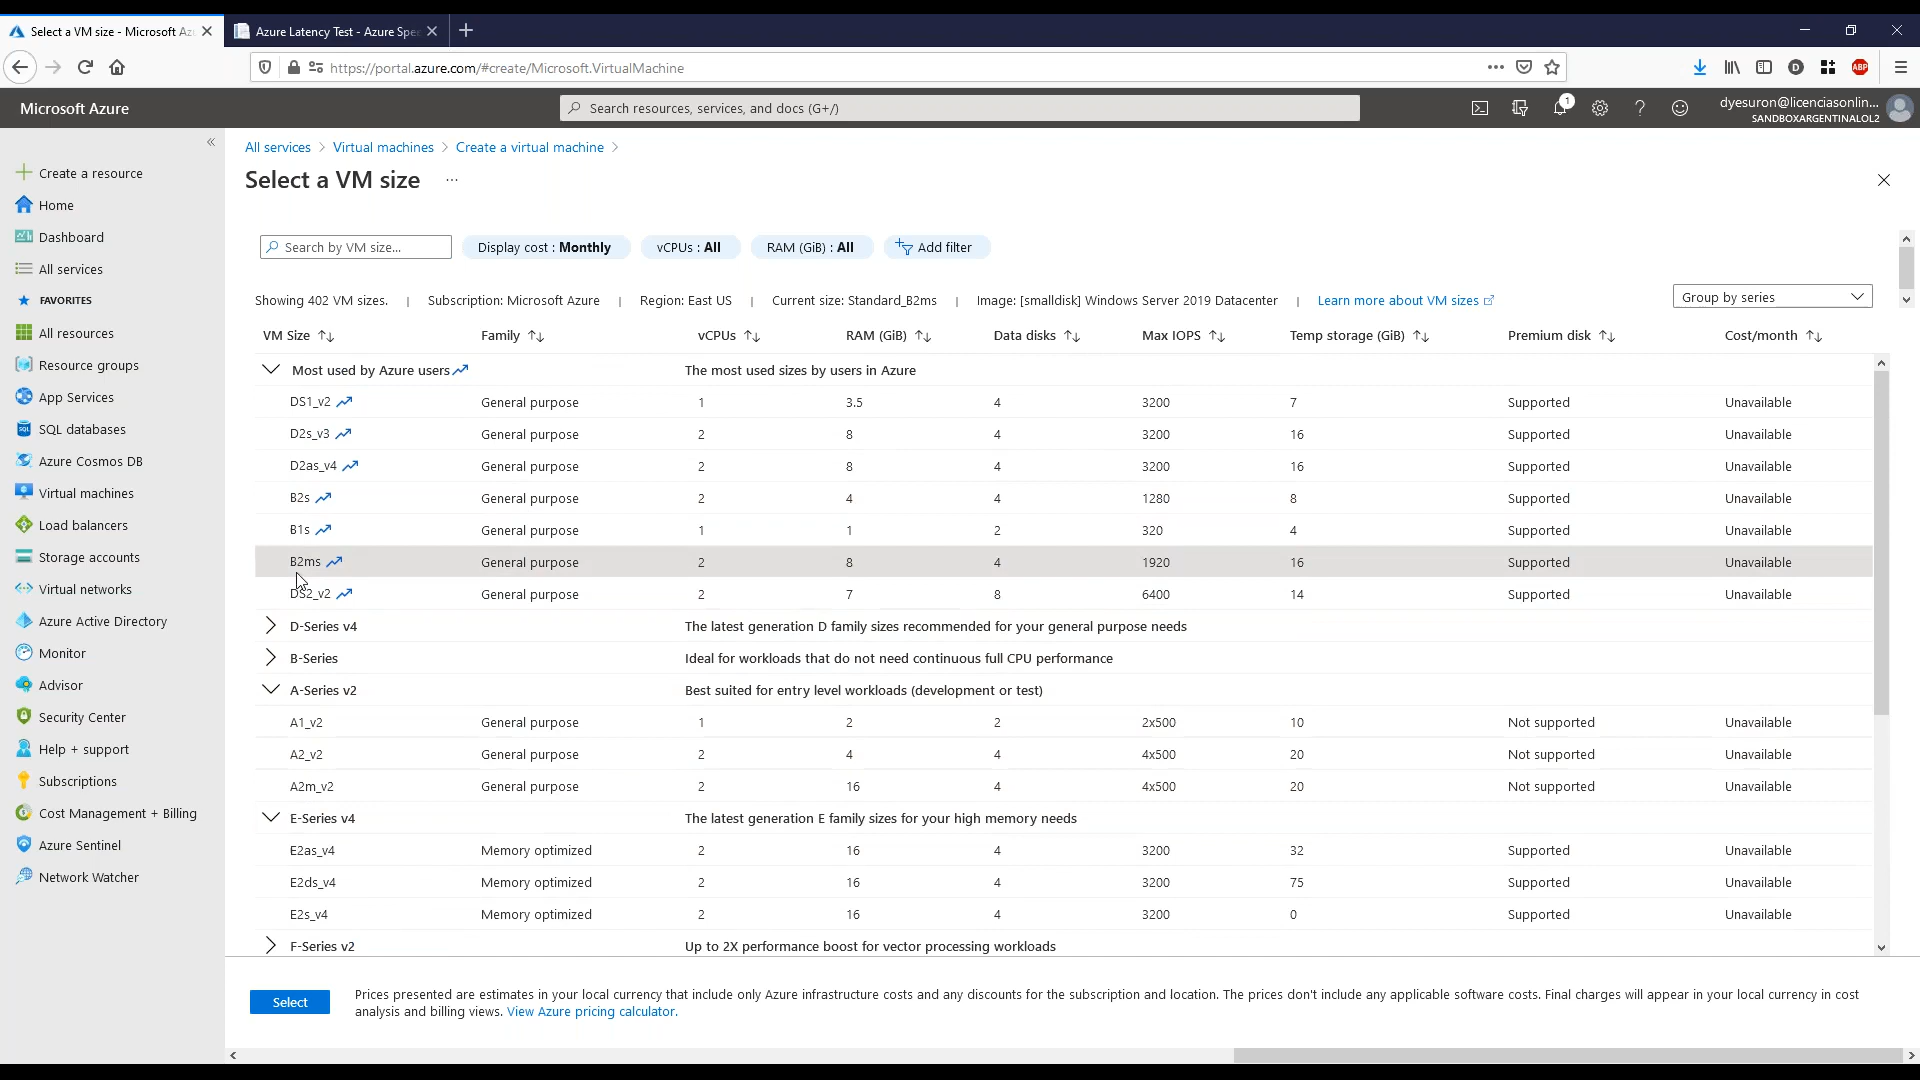 Select a VM size - Microsoft Az
Azure Latency Test - Azure Spee
https://portal.azure.com/#create/Microsoft.VirtualMachine
D
ABP
Microsoft Azure
Search resources, services, and docs (G+/)
1
dyesuron@licenciasonlin...
SANDBOXARGENTINALOL2
Create a resource
Home
Dashboard
All services
FAVORITES
All resources
Resource groups
App Services
SQL databases
Azure Cosmos DB
Virtual machines
Load balancers
Storage accounts
Virtual networks
Azure Active Directory
Monitor
Advisor
Security Center
Help + support
Subscriptions
Cost Management + Billing
Azure Sentinel
Network Watcher
All services > Virtual machines > Create a virtual machine >
Select a VM size ...
Search by VM size... Display cost : Monthly vCPUs : All RAM (GiB) : All Add filter
Showing 402 VM sizes. | Subscription: Microsoft Azure | Region: East US | Current size: Standard_B2ms | Image: [smalldisk] Windows Server 2019 Datacenter | Learn more about VM sizes
Group by series
VM Size Family vCPUs RAM (GiB) Data disks Max IOPS Temp storage (GiB) Premium disk Cost/month
Most used by Azure users The most used sizes by users in Azure
DS1_v2 General purpose 1 3.5 4 3200 7 Supported Unavailable
D2s_v3 General purpose 2 8 4 3200 16 Supported Unavailable
D2as_v4 General purpose 2 8 4 3200 16 Supported Unavailable
B2s General purpose 2 4 4 1280 8 Supported Unavailable
B1s General purpose 1 1 2 320 4 Supported Unavailable
B2ms General purpose 2 8 4 1920 16 Supported Unavailable
DS2_v2 General purpose 2 7 8 6400 14 Supported Unavailable
D-Series v4 The latest generation D family sizes recommended for your general purpose needs
B-Series Ideal for workloads that do not need continuous full CPU performance
A-Series v2 Best suited for entry level workloads (development or test)
A1_v2 General purpose 1 2 2 2x500 10 Not supported Unavailable
A2_v2 General purpose 2 4 4 4x500 20 Not supported Unavailable
A2m_v2 General purpose 2 16 4 4x500 20 Not supported Unavailable
E-Series v4 The latest generation E family sizes for your high memory needs
E2as_v4 Memory optimized 2 16 4 3200 32 Supported Unavailable
E2ds_v4 Memory optimized 2 16 4 3200 75 Supported Unavailable
E2s_v4 Memory optimized 2 16 4 3200 0 Supported Unavailable
F-Series v2 Up to 2X performance boost for vector processing workloads
Select
Prices presented are estimates in your local currency that include only Azure infrastructure costs and any discounts for the subscription and location. The prices don't include any applicable software costs. Final charges will appear in your local currency in cost
analysis and billing views. View Azure pricing calculator.